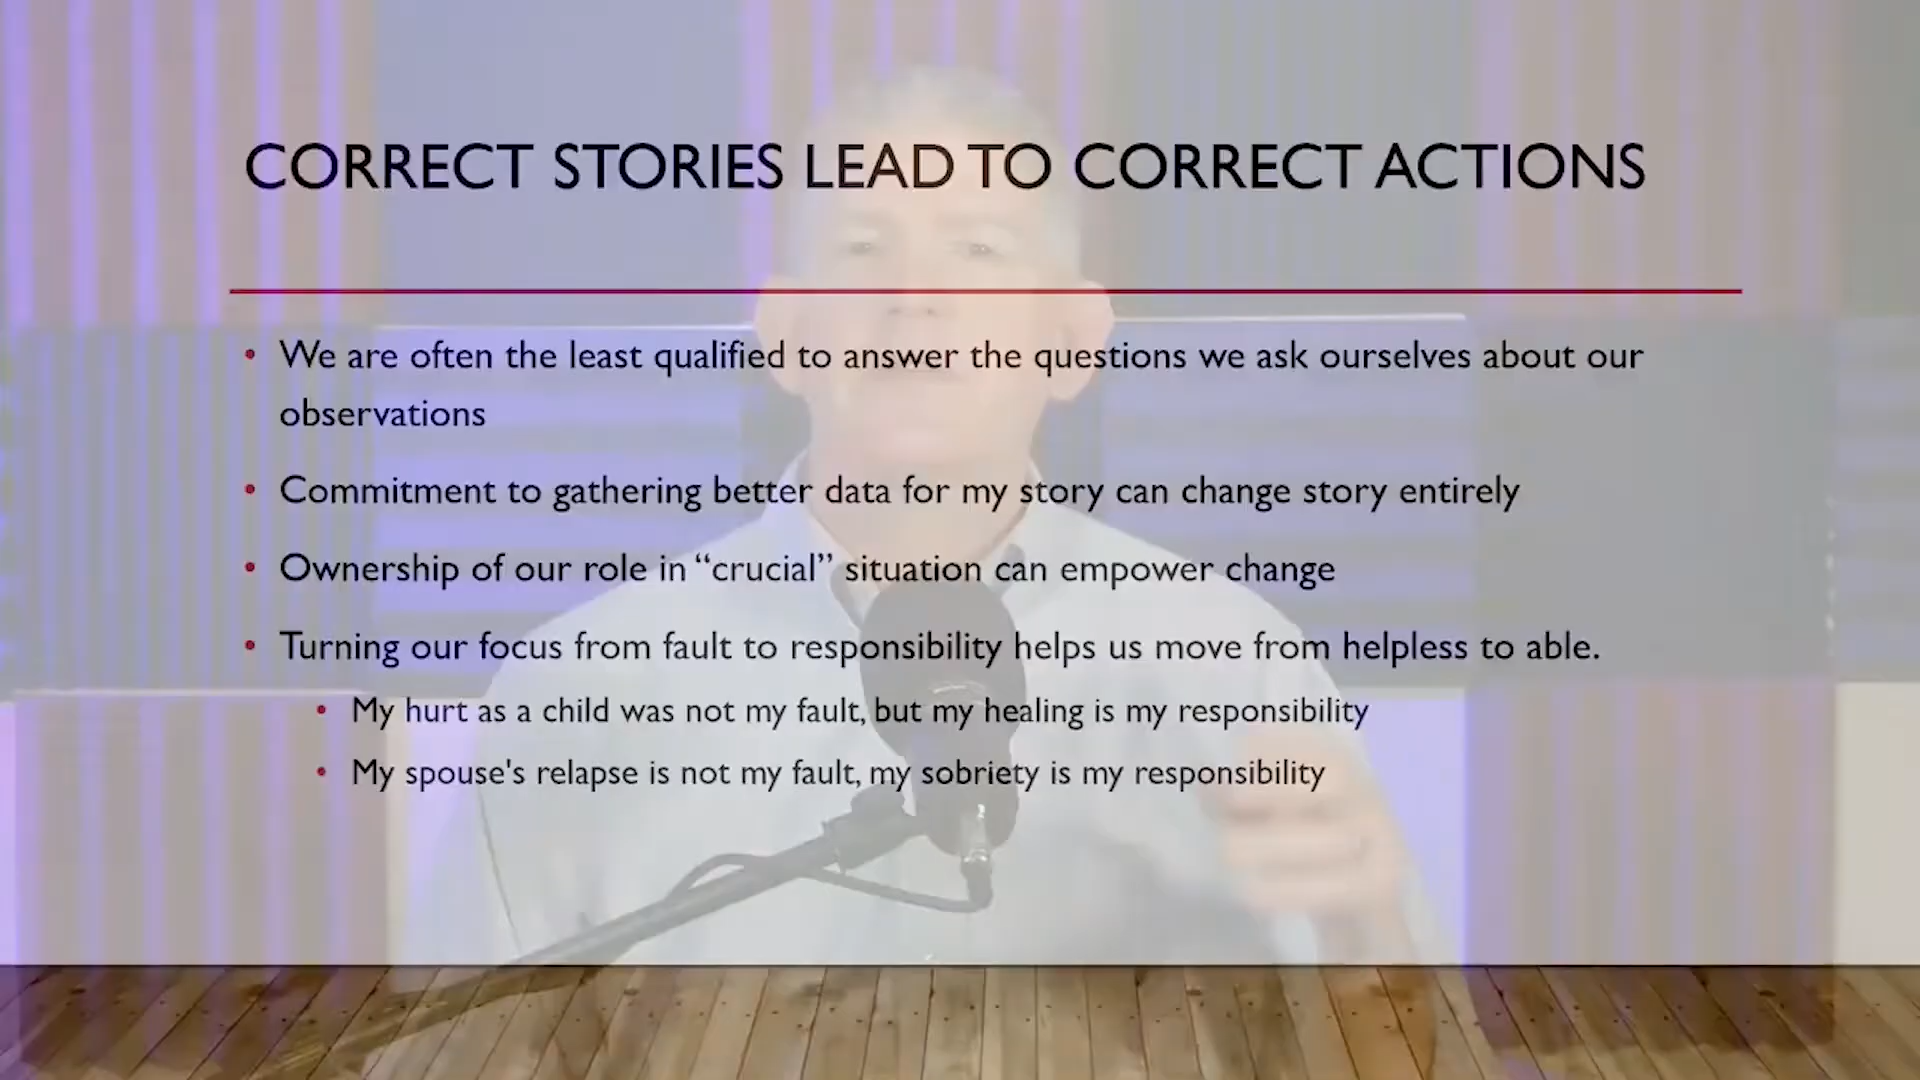 CORRECT STORIES LEAD TO CORRECT ACTIONS
• We are often the least qualified to answer the questions we ask ourselves about our
observations
• Commitment to gathering better data for my story can change story entirely
• Ownership of our role in “crucial” situation can empower change
• Turning our focus from fault to responsibility helps us move from helpless to able.
• My hurt as a child was not my fault, but my healing is my responsibility
• My spouse's relapse is not my fault, my sobriety is my responsibility